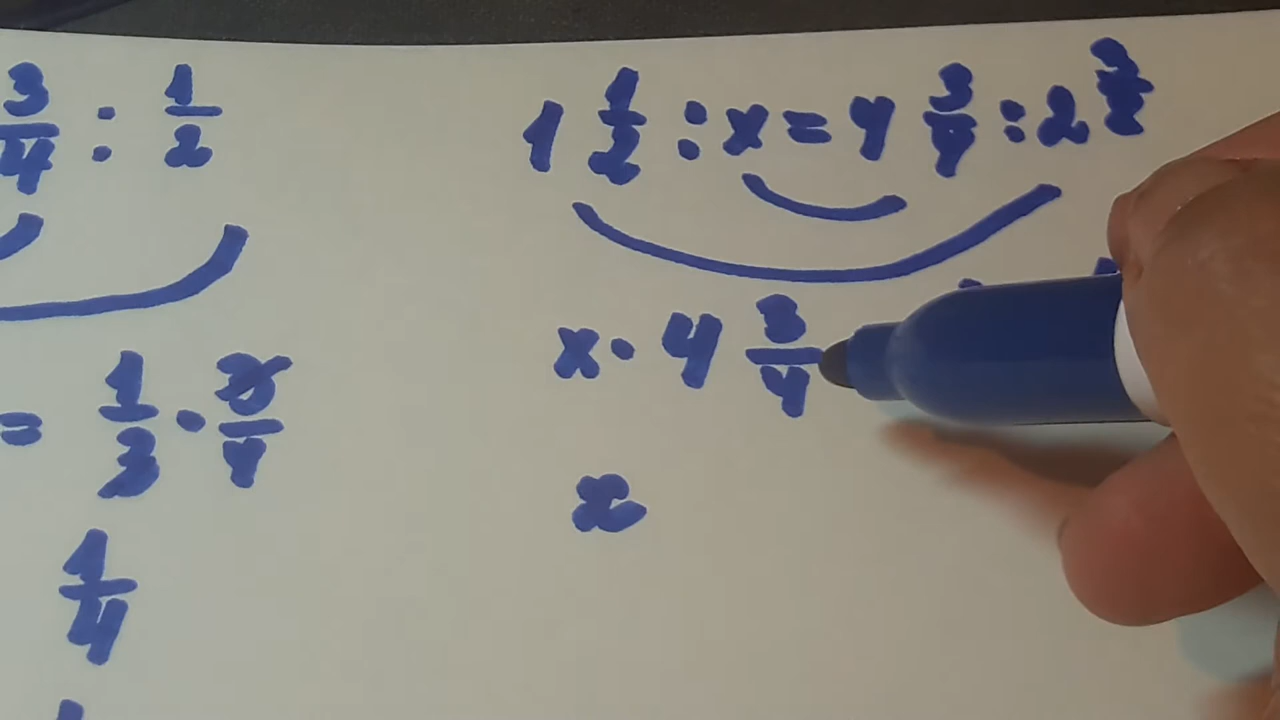 3/4 : 1/2
= 1/3 · 3/4
1/4
1 1/2 : x = 4 3/4 : 2 3/2
x · 4 3/4
x